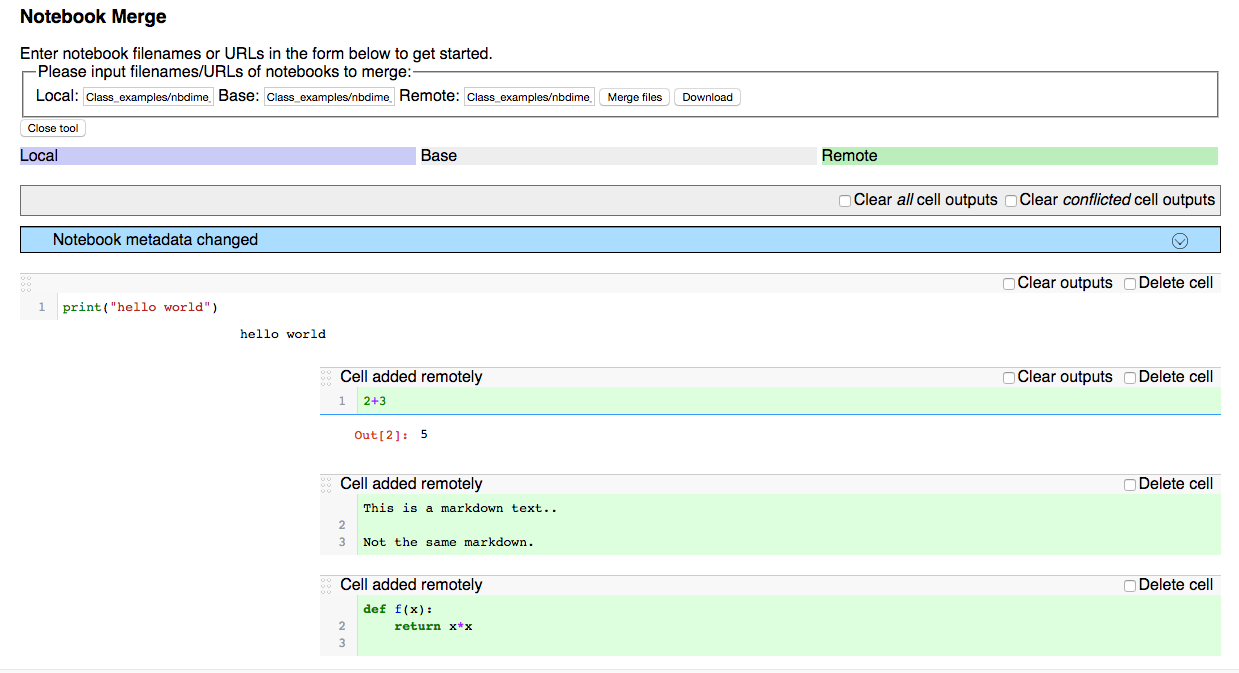 Notebook Merge
Enter notebook filenames or URLs in the form below to get started.
Please input filenames/URLs of notebooks to merge:
Local: Class_examples/nbdime_ Base: Class_examples/nbdime_ Remote: Class_examples/nbdime_ Merge files Download
Close tool
Local Base Remote
Clear all cell outputs Clear conflicted cell outputs
Notebook metadata changed
Clear outputs Delete cell
1 print("hello world")
hello world
Cell added remotely Clear outputs Delete cell
1 2+3
Out[2]: 5
Cell added remotely Delete cell
This is a markdown text..
2
3 Not the same markdown.
Cell added remotely Delete cell
def f(x):
2 return x*x
3